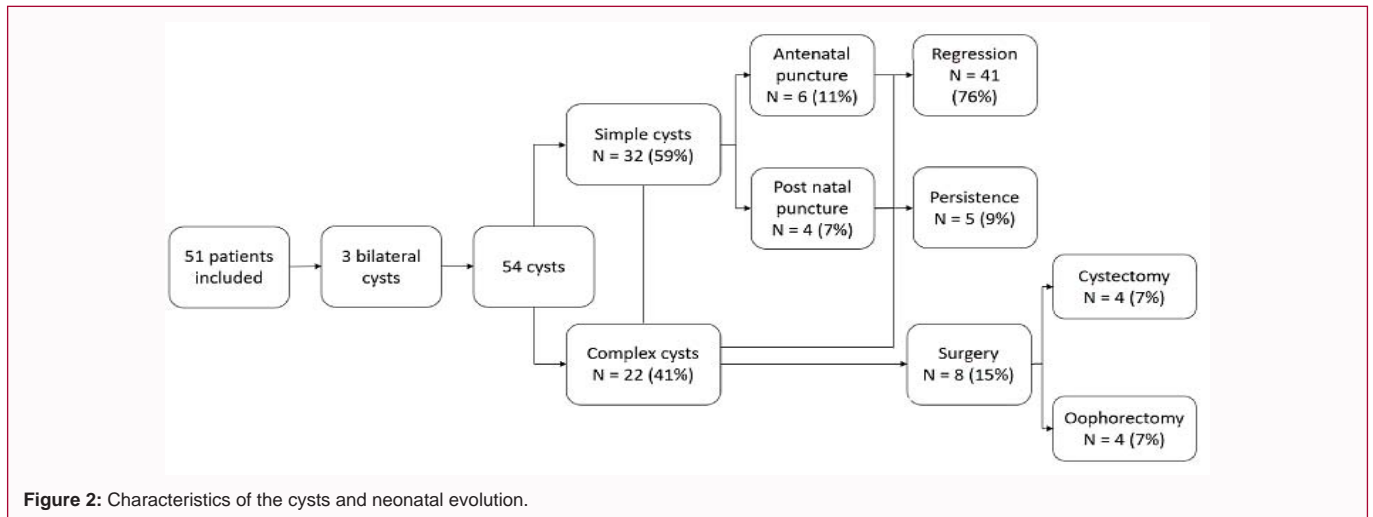 51 patients
included
3 bilateral
cysts
54 cysts
Simple cysts
N = 32 (59%)
Complex cysts
N = 22 (41%)
Antenatal
puncture
N = 6 (11%)
Post natal
puncture
N = 4 (7%)
Regression
N = 41
(76%)
Persistence
N = 5 (9%)
Surgery
N = 8 (15%)
Cystectomy
N = 4 (7%)
Oophorectomy
N = 4 (7%)
Figure 2: Characteristics of the cysts and neonatal evolution.